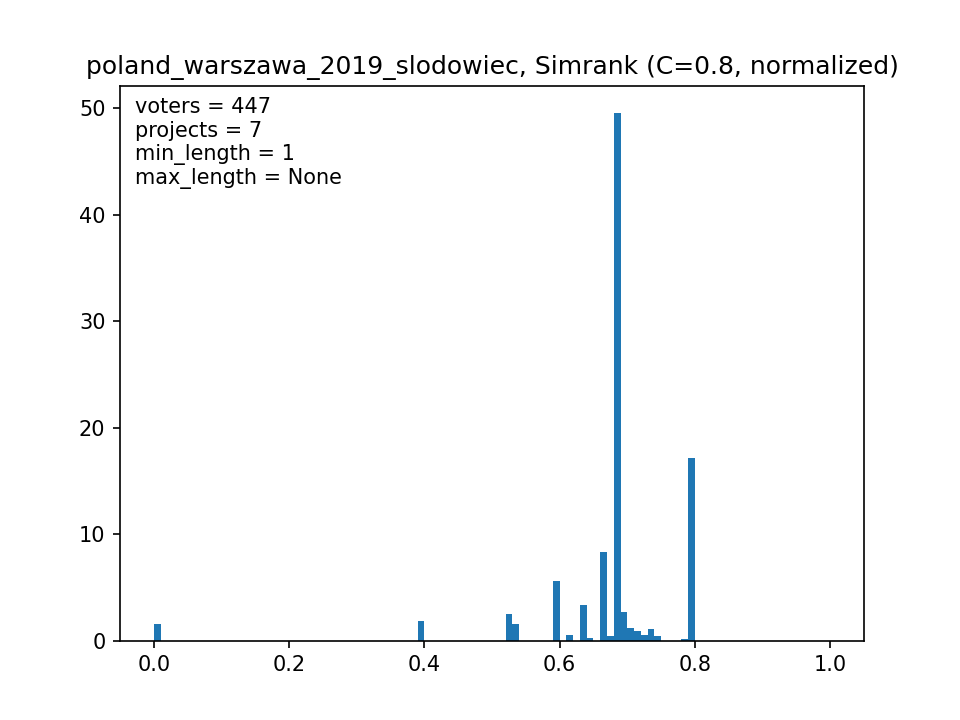 poland_warszawa_2019_slodowiec, Simrank (C=0.8, normalized)
voters = 447
projects = 7
min_length = 1
max_length = None
50
40
30
20
10
0
0.0 0.2 0.4 0.6 0.8 1.0